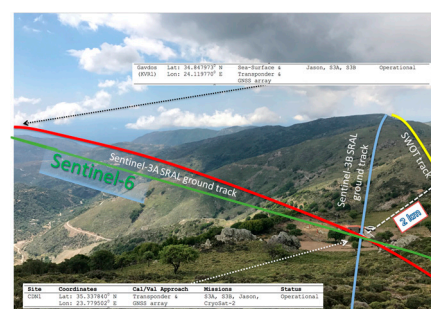 Gavdos Lat: 34.847973° N Sea-Surface & Jason, S3A, S3B Operational
(KVR1) Lon: 24.119770° E Transponder &
GNSS array
Sentinel-6
Sentinel-3A SRAL ground track
Sentinel-3B SRAL
ground track
SWOT track
2 km
Site Coordinates Cal/Val Approach Missions Status
CDN1 Lat: 35.337840° N Transponder & S3A, S3B, Jason, Operational
Lon: 23.779502° E GNSS array CryoSat-2